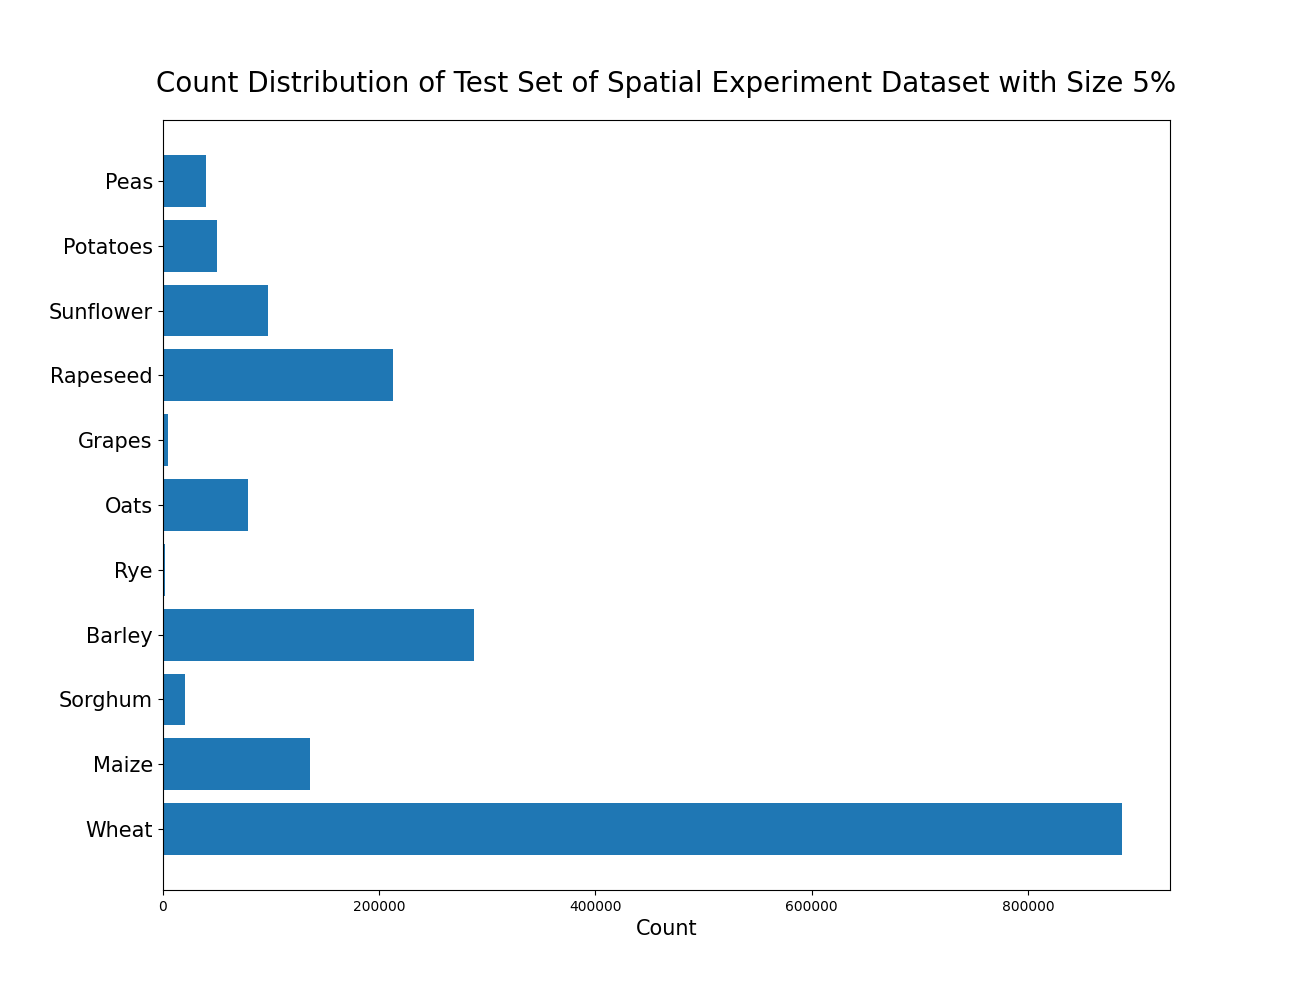 Count Distribution of Test Set of Spatial Experiment Dataset with Size 5%
Peas
Potatoes
Sunflower
Rapeseed
Grapes
Oats
Rye
Barley
Sorghum
Maize
Wheat
0 200000 400000 600000 800000
Count